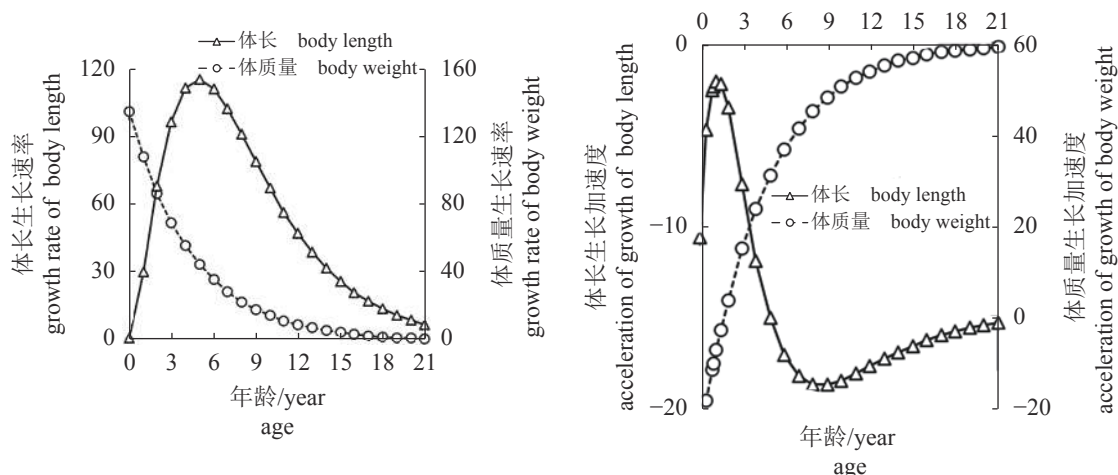 体长 body length
体质量 body weight
120
90
60
30
0
160
120
80
40
0
0 3 6 9 12 15 18 21
年龄/year
age
体长生长速率
growth rate of body length
体质量生长速率
growth rate of body weight
0 3 6 9 12 15 18 21
0
−10
−20
60
40
20
0
−20
体长 body length
体质量 body weight
体长生长加速度
acceleration of growth of body length
体质量生长加速度
acceleration of growth of body weight
年龄/year
age